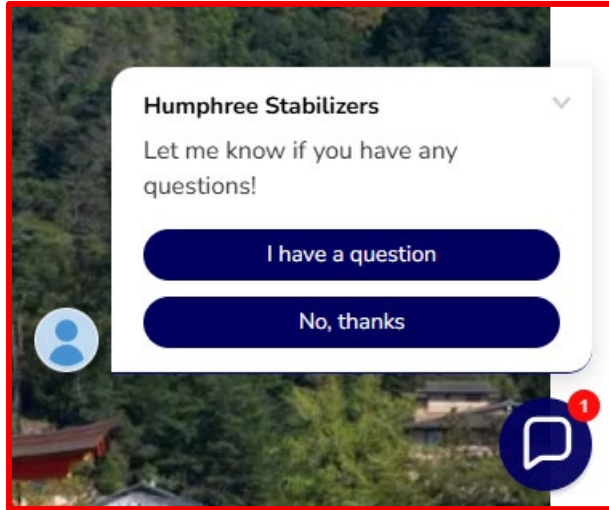 Humphree Stabilizers
Let me know if you have any
questions!
I have a question
No, thanks
1